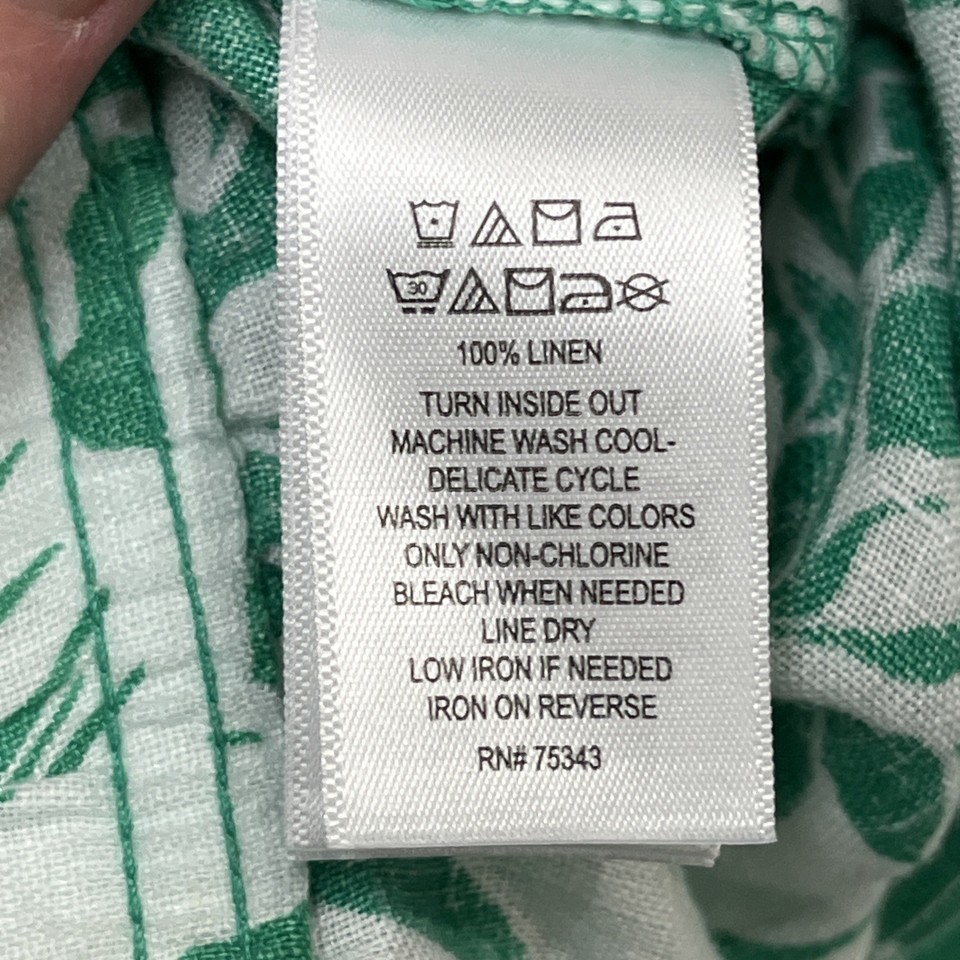 30
100% LINEN
TURN INSIDE OUT
MACHINE WASH COOL-
DELICATE CYCLE
WASH WITH LIKE COLORS
ONLY NON-CHLORINE
BLEACH WHEN NEEDED
LINE DRY
LOW IRON IF NEEDED
IRON ON REVERSE
RN# 75343